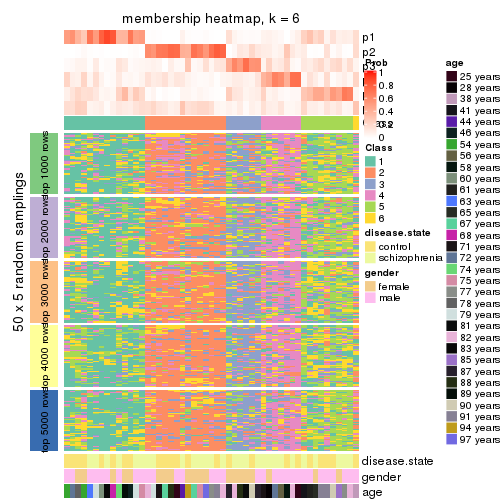 membership heatmap, k = 6
p1
p2
p3
Prob
1
0.8
0.6
0.4
0.2
0
Class
1
2
3
4
5
6
disease.state
control
schizophrenia
gender
female
male
age
25 years
28 years
38 years
41 years
44 years
46 years
54 years
56 years
58 years
60 years
61 years
63 years
65 years
67 years
68 years
71 years
72 years
74 years
75 years
77 years
78 years
79 years
81 years
82 years
83 years
85 years
87 years
88 years
89 years
90 years
91 years
94 years
97 years
50 x 5 random samplings
top 1000 rows
top 2000 rows
top 3000 rows
top 4000 rows
top 5000 rows
disease.state
gender
age